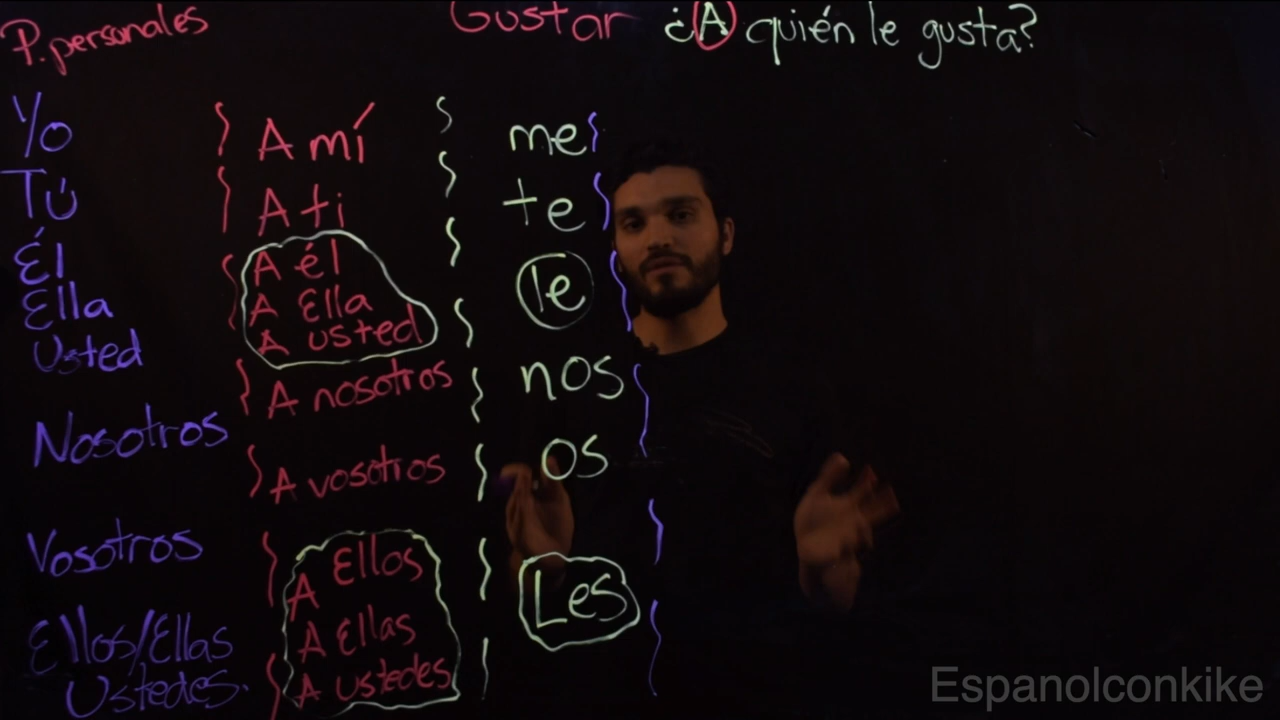 P. personales
Gustar
¿A quién le gusta?
Yo
Tú
Él
Ella
Usted
Nosotros
Vosotros
Ellos/Ellas
Ustedes.
A mí
A ti
A él
A Ella
A usted
A nosotros
A vosotros
A Ellos
A Ellas
A ustedes
me
te
le
nos
os
Les
Espanolconkike